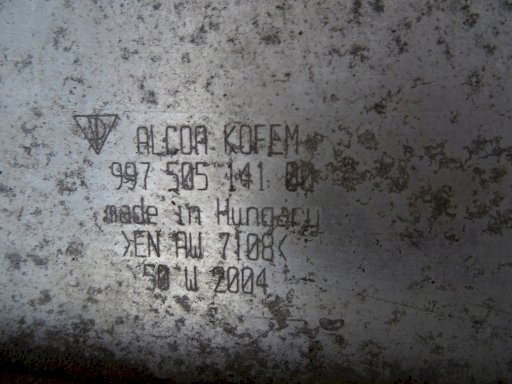 ALCOA KOFEM
997 505 141 00
made in Hungary
>EN AW 7108<
50 W 2004